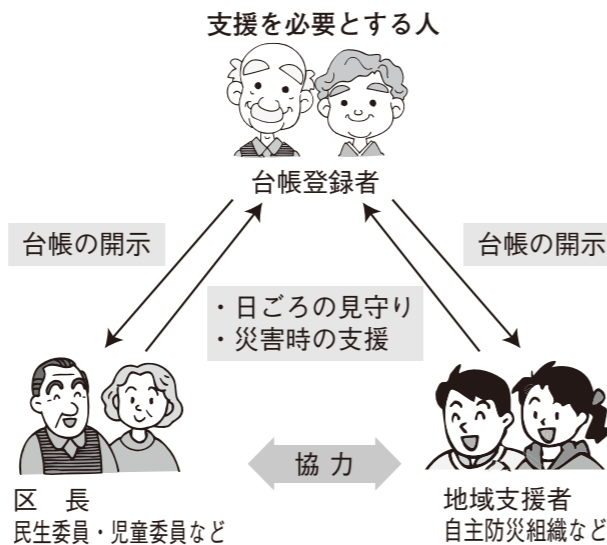 支援を必要とする人
台帳登録者
台帳の開示
台帳の開示
・日ごろの見守り
・災害時の支援
協 力
区　長
民生委員・児童委員など
地域支援者
自主防災組織など